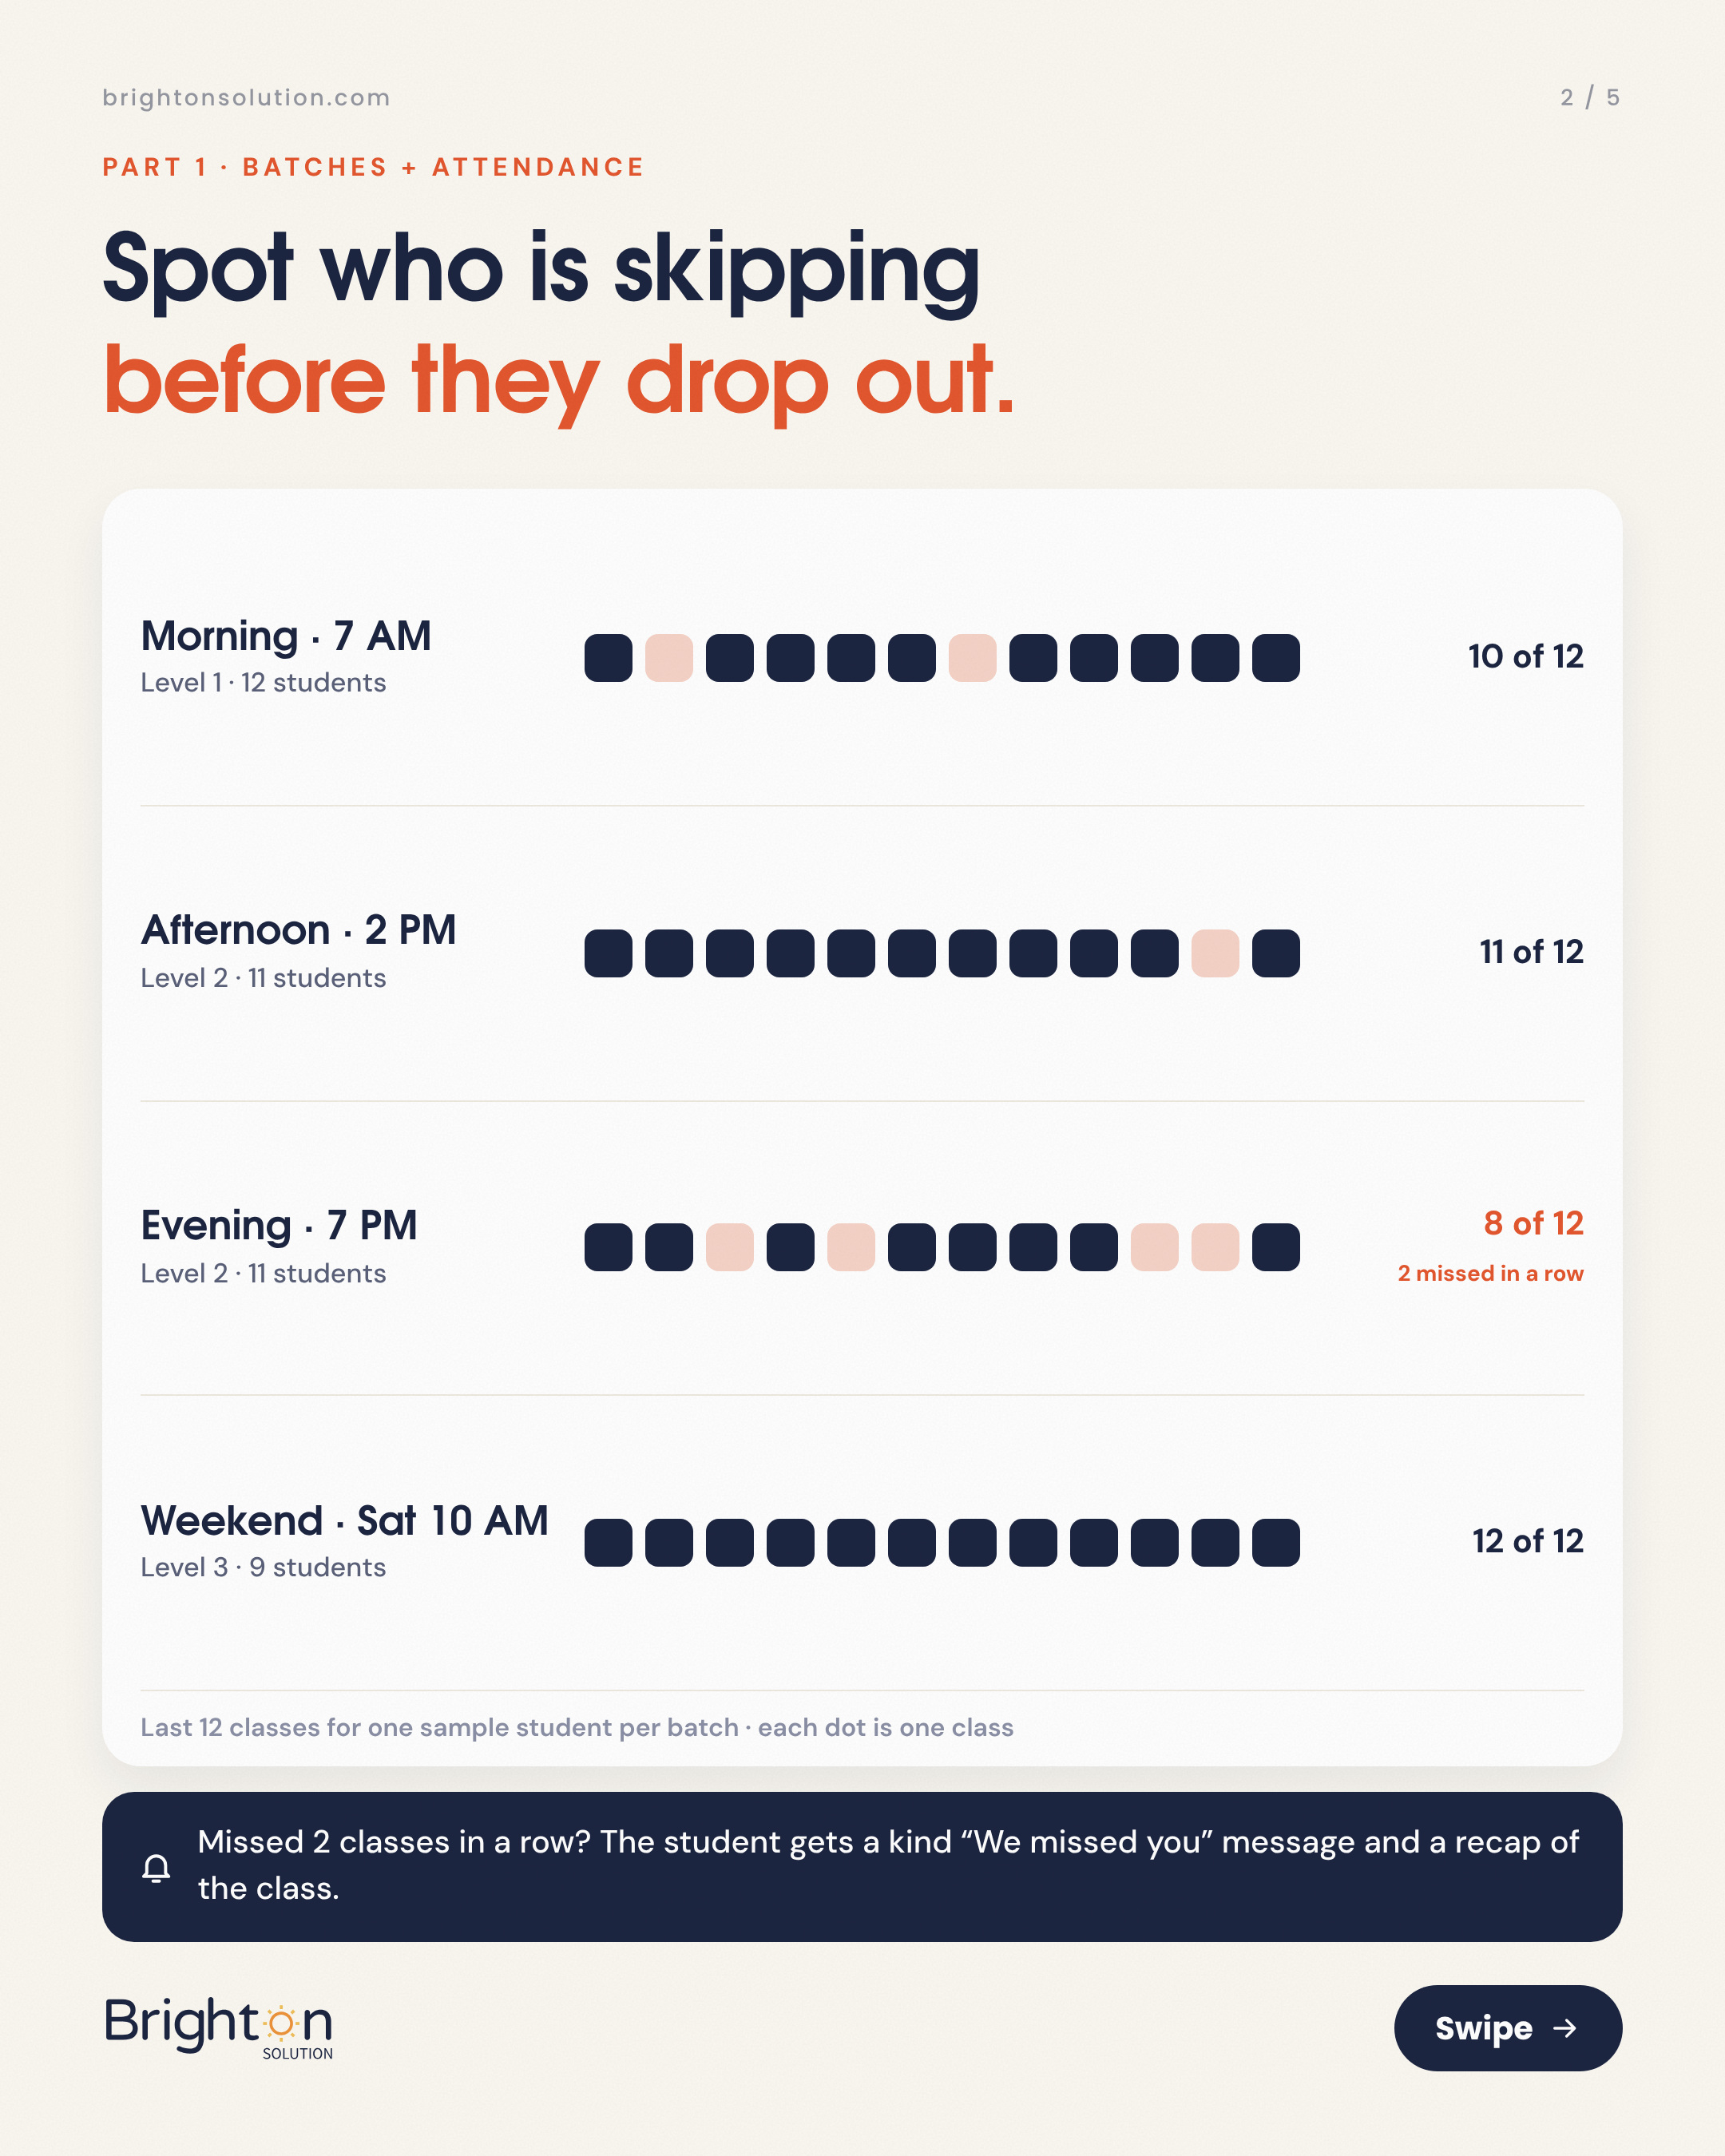 brightonsolution.com
2 / 5
PART 1 · BATCHES + ATTENDANCE
Spot who is skipping
before they drop out.
Morning · 7 AM
Level 1 · 12 students
10 of 12
Afternoon · 2 PM
Level 2 · 11 students
11 of 12
Evening · 7 PM
Level 2 · 11 students
8 of 12
2 missed in a row
Weekend · Sat 10 AM
Level 3 · 9 students
12 of 12
Last 12 classes for one sample student per batch · each dot is one class
Missed 2 classes in a row? The student gets a kind “We missed you” message and a recap of
the class.
Brighton
SOLUTION
Swipe →